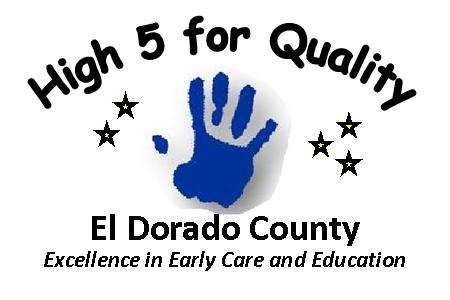 High 5 for Quality
El Dorado County
Excellence in Early Care and Education